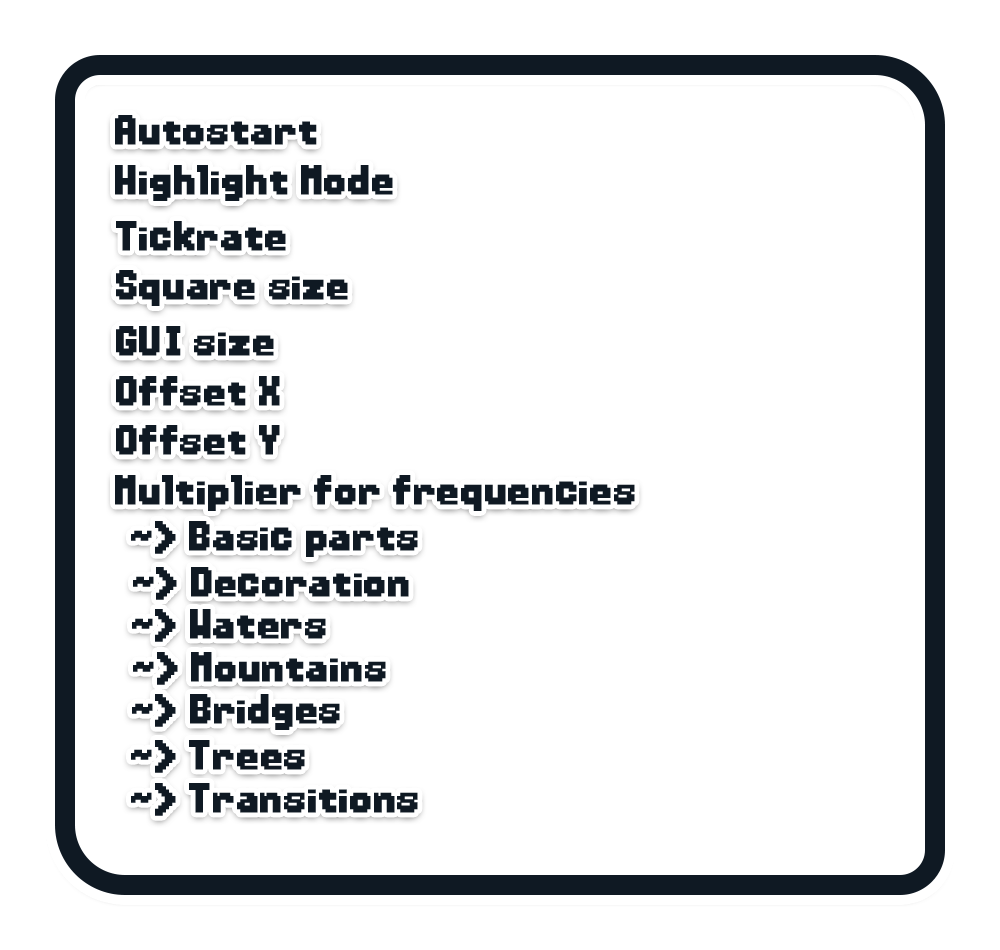 Autostart
Highlight Mode
Tickrate
Square size
GUI size
Offset X
Offset Y
Multiplier for frequencies
~> Basic parts
~> Decoration
~> Waters
~> Mountains
~> Bridges
~> Trees
~> Transitions